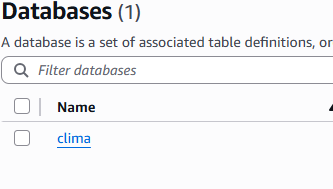 Databases (1)
A database is a set of associated table definitions, or
Filter databases
Name
clima